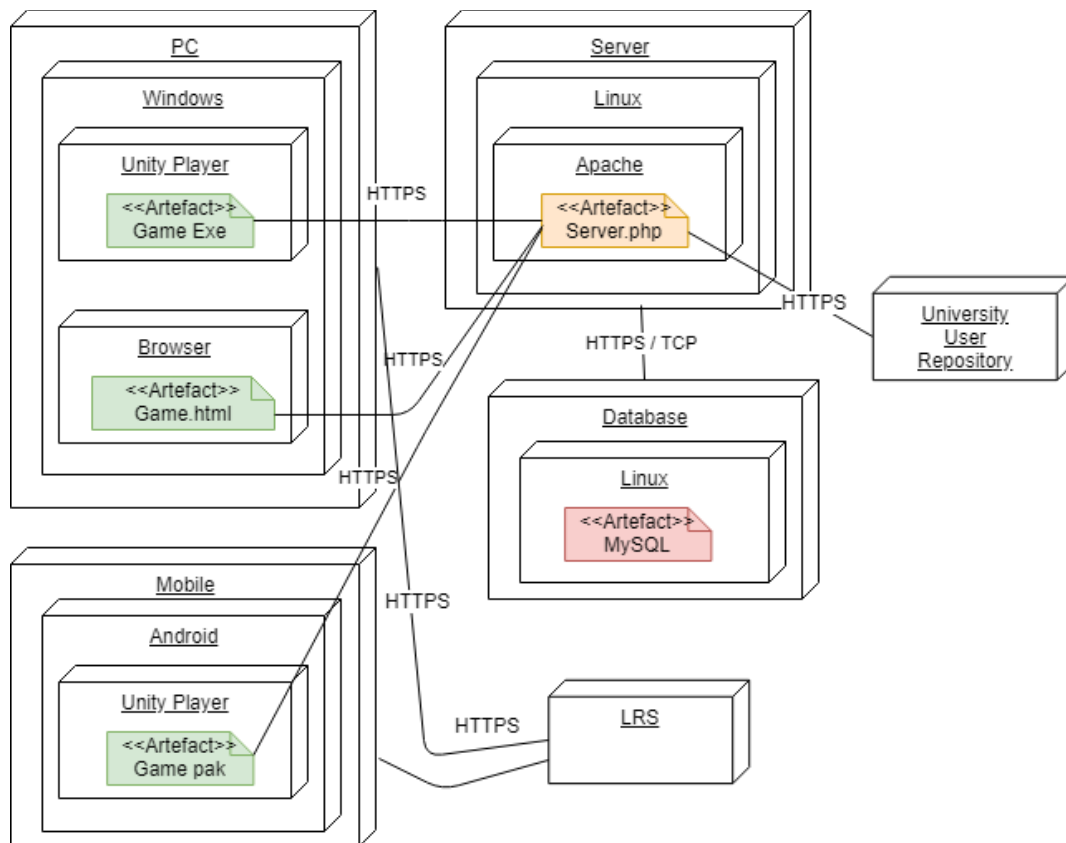 PC
Windows
Unity Player
<<Artefact>>
Game Exe
Browser
<<Artefact>>
Game.html
HTTPS
HTTPS
HTTPS
HTTPS
Server
Linux
Apache
<<Artefact>>
Server.php
HTTPS
University
User
Repository
HTTPS / TCP
Database
Linux
<<Artefact>>
MySQL
Mobile
Android
Unity Player
<<Artefact>>
Game pak
HTTPS
LRS